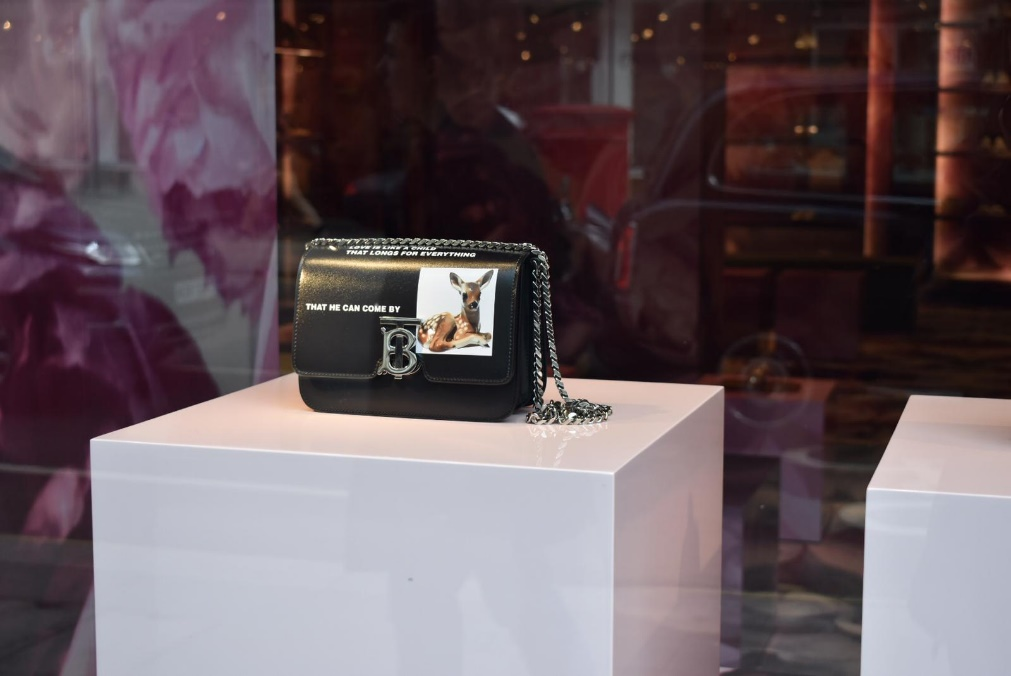 LOVE IS LIKE A CHILD
THAT LONGS FOR EVERYTHING
THAT HE CAN COME BY
B